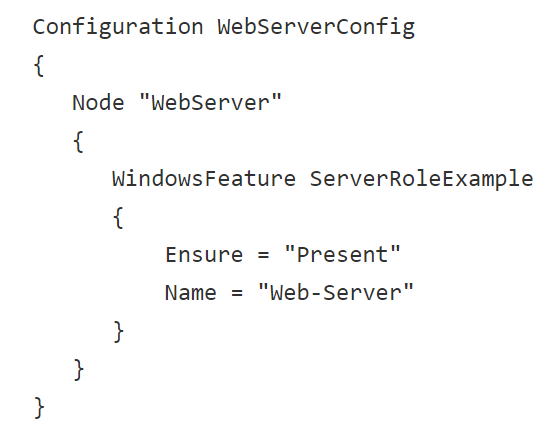 Configuration WebServerConfig
{
Node "WebServer"
{
WindowsFeature ServerRoleExample
{
Ensure = "Present"
Name = "Web-Server"
}
}
}